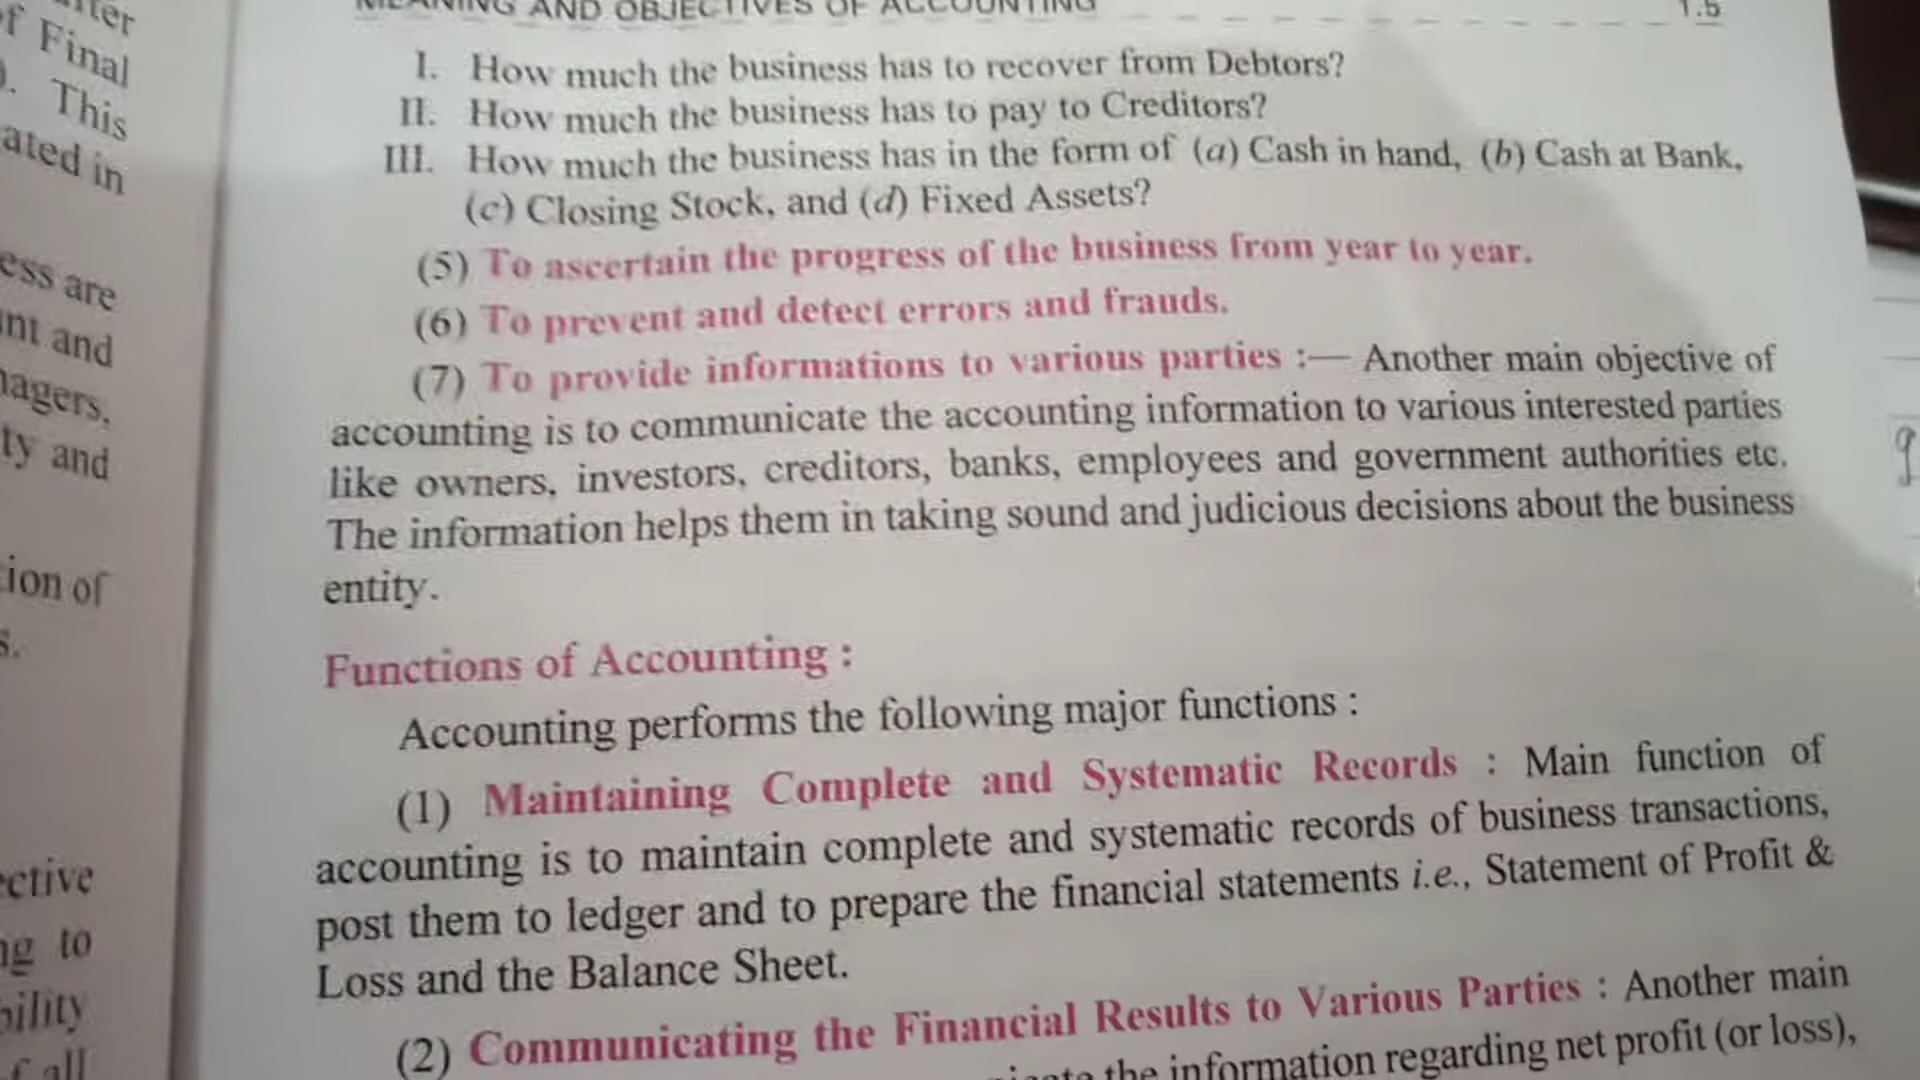 MEANING AND OBJECTIVES OF ACCOUNTING 1.5
I. How much the business has to recover from Debtors?
II. How much the business has to pay to Creditors?
III. How much the business has in the form of (a) Cash in hand, (b) Cash at Bank,
(c) Closing Stock, and (d) Fixed Assets?
(5) To ascertain the progress of the business from year to year.
(6) To prevent and detect errors and frauds.
(7) To provide informations to various parties :— Another main objective of
accounting is to communicate the accounting information to various interested parties
like owners, investors, creditors, banks, employees and government authorities etc.
The information helps them in taking sound and judicious decisions about the business
entity.
Functions of Accounting :
Accounting performs the following major functions :
(1) Maintaining Complete and Systematic Records : Main function of
accounting is to maintain complete and systematic records of business transactions,
post them to ledger and to prepare the financial statements i.e., Statement of Profit &
Loss and the Balance Sheet.
(2) Communicating the Financial Results to Various Parties : Another main
the information regarding net profit (or loss),